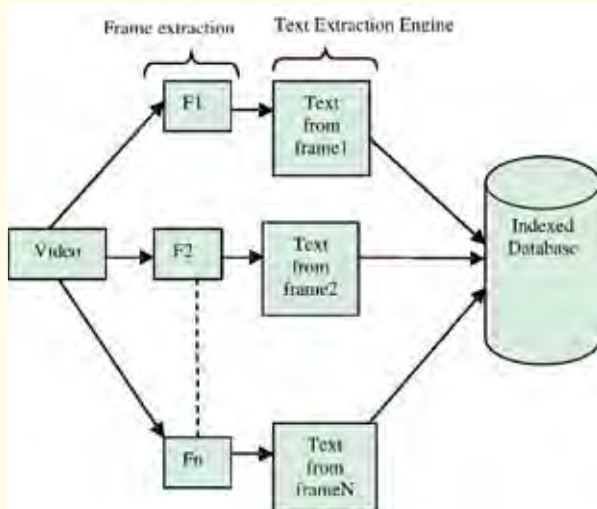 Frame extraction
Text Extraction Engine
F1
Text
from
frame1
Video
F2
Text
from
frame2
Indexed
Database
Fn
Text
from
frameN